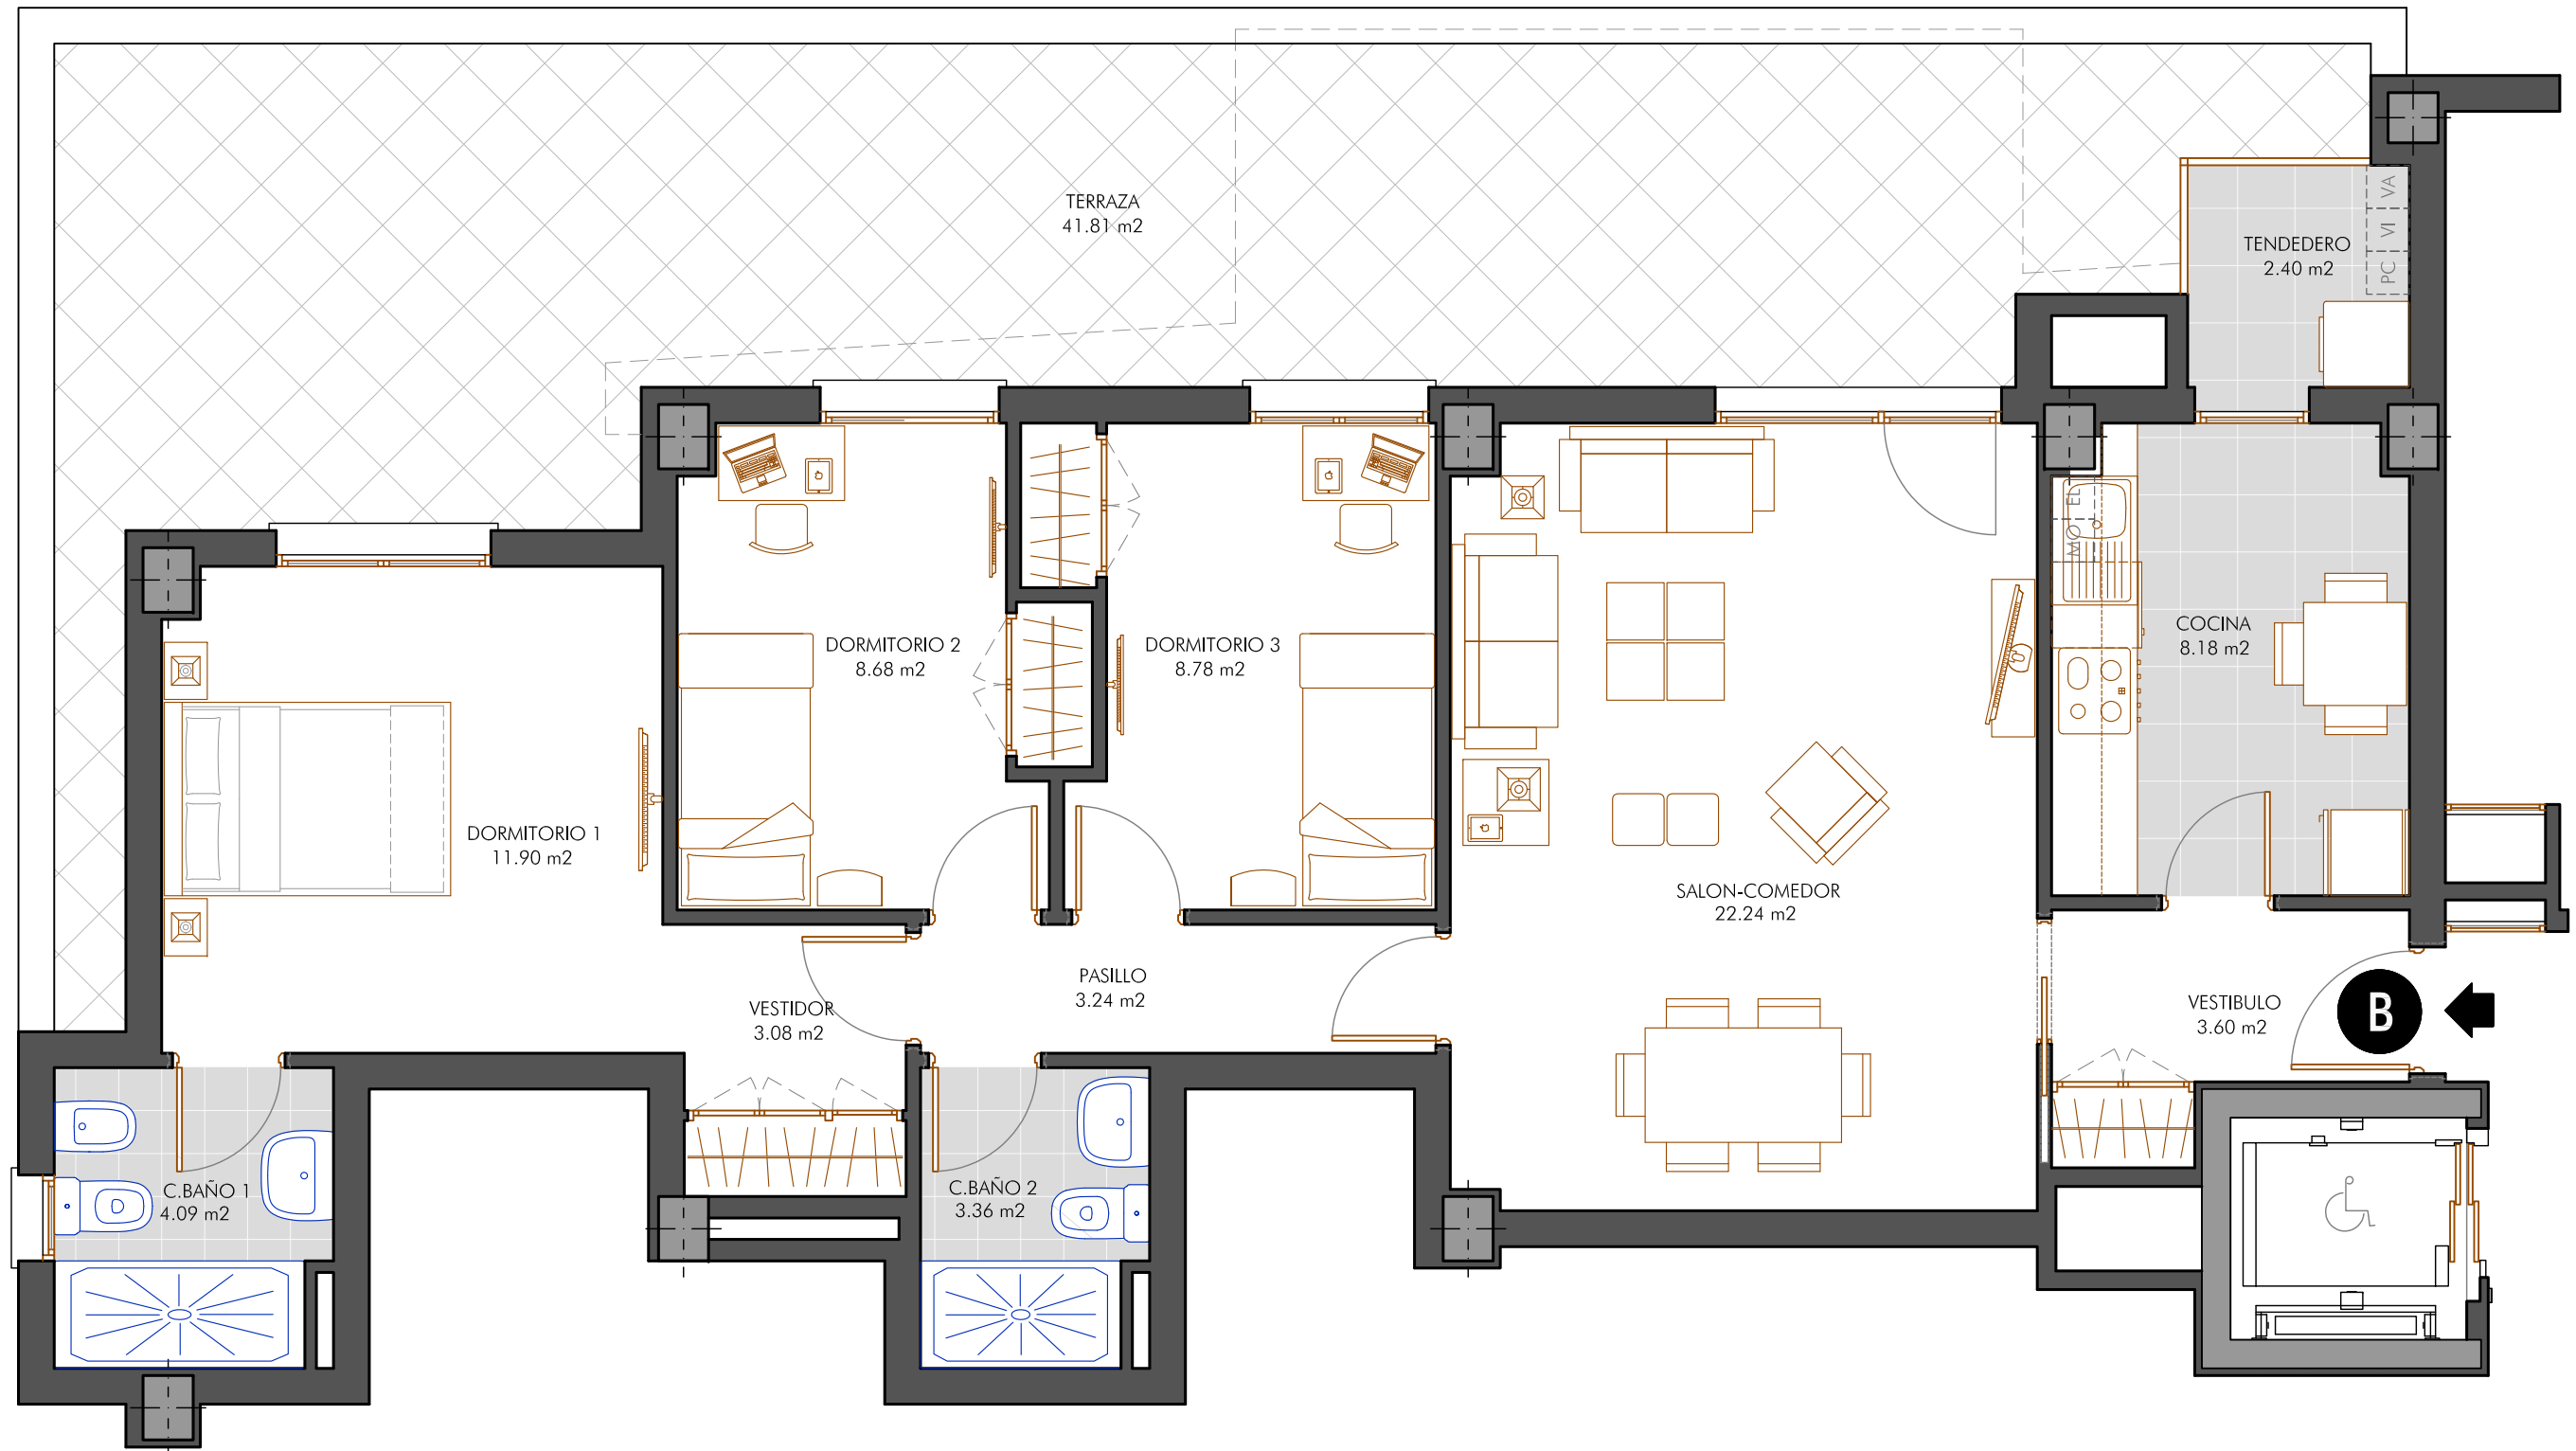 TERRAZA
41.81 m2
VA
VI
PC
TENDEDERO
2.40 m2
EL
MO
COCINA
8.18 m2
DORMITORIO 2
8.68 m2
DORMITORIO 3
8.78 m2
DORMITORIO 1
11.90 m2
SALON-COMEDOR
22.24 m2
PASILLO
3.24 m2
VESTIDOR
3.08 m2
VESTIBULO
3.60 m2
B
C.BAÑO 1
4.09 m2
C.BAÑO 2
3.36 m2